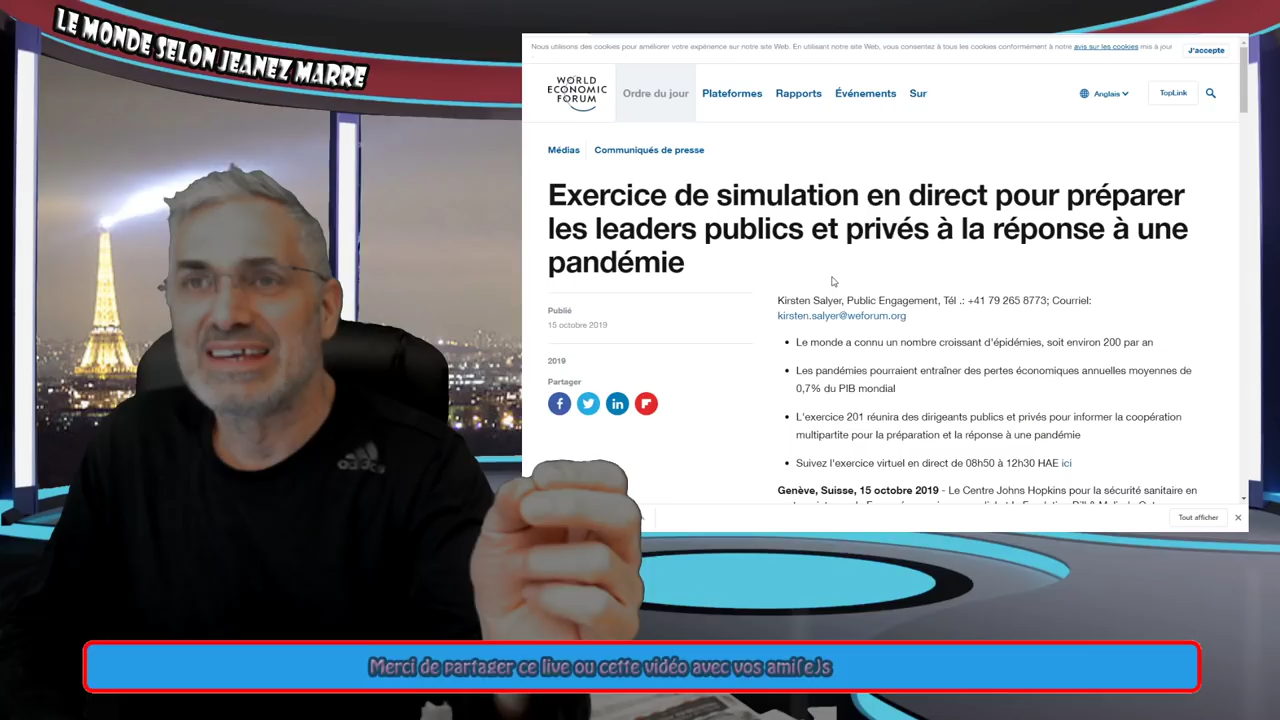 LE MONDE SELON JEANEZ MARRE
Nous utilisons des cookies pour améliorer votre expérience sur notre site Web. En utilisant notre site Web, vous consentez à tous les cookies conformément à notre avis sur les cookies mis à jour
J'accepte
WORLD
ECONOMIC
FORUM
Ordre du jour Plateformes Rapports Événements Sur
Anglais TopLink
Médias Communiqués de presse
Exercice de simulation en direct pour préparer
les leaders publics et privés à la réponse à une
pandémie
Publié
15 octobre 2019
2019
Partager
Kirsten Salyer, Public Engagement, Tél .: +41 79 265 8773; Courriel:
kirsten.salyer@weforum.org
Le monde a connu un nombre croissant d'épidémies, soit environ 200 par an
Les pandémies pourraient entraîner des pertes économiques annuelles moyennes de
0,7% du PIB mondial
L'exercice 201 réunira des dirigeants publics et privés pour informer la coopération
multipartite pour la préparation et la réponse à une pandémie
Suivez l'exercice virtuel en direct de 08h50 à 12h30 HAE ici
Genève, Suisse, 15 octobre 2019 - Le Centre Johns Hopkins pour la sécurité sanitaire en
Tout afficher
adidas
Merci de partager ce live ou cette vidéo avec vos ami(e)s